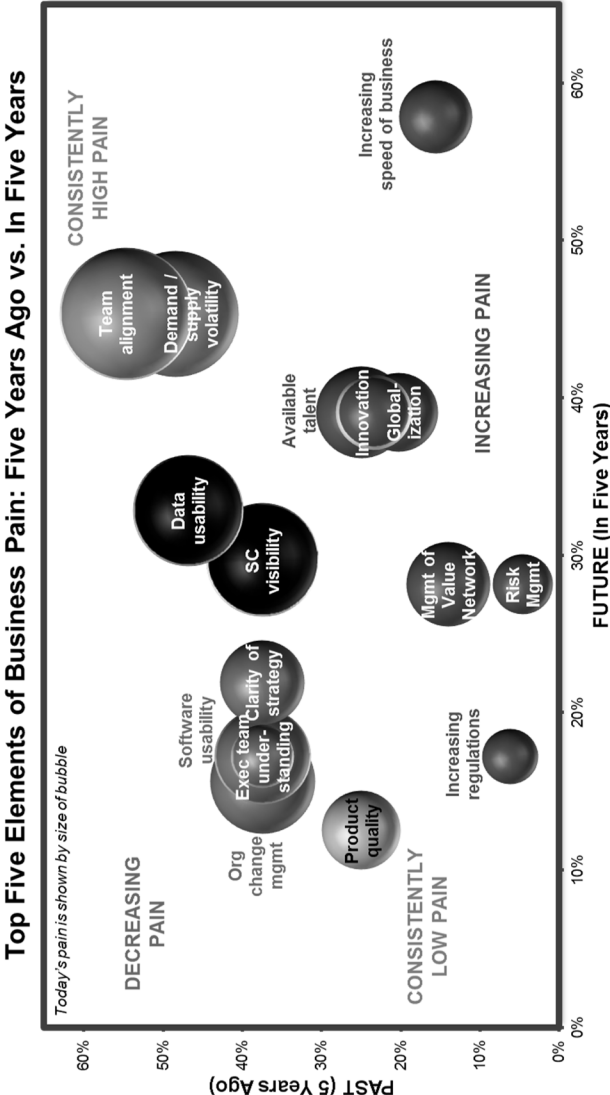 Top Five Elements of Business Pain: Five Years Ago vs. In Five Years
Today's pain is shown by size of bubble
DECREASING
PAIN
CONSISTENTLY
HIGH PAIN
Team
alignment
Demand /
supply
volatility
Data
usability
SC
visibility
Software
usability
Exec team
under-
standing
Clarity of
strategy
Org
change
mgmt
Product
quality
Available
talent
Innovation
Global-
ization
Increasing
speed of business
Mgmt of
Value
Network
Risk
Mgmt
Increasing
regulations
CONSISTENTLY
LOW PAIN
INCREASING PAIN
PAST (5 Years Ago)
60%
50%
40%
30%
20%
10%
0%
0%
10%
20%
30%
40%
50%
60%
FUTURE (In Five Years)